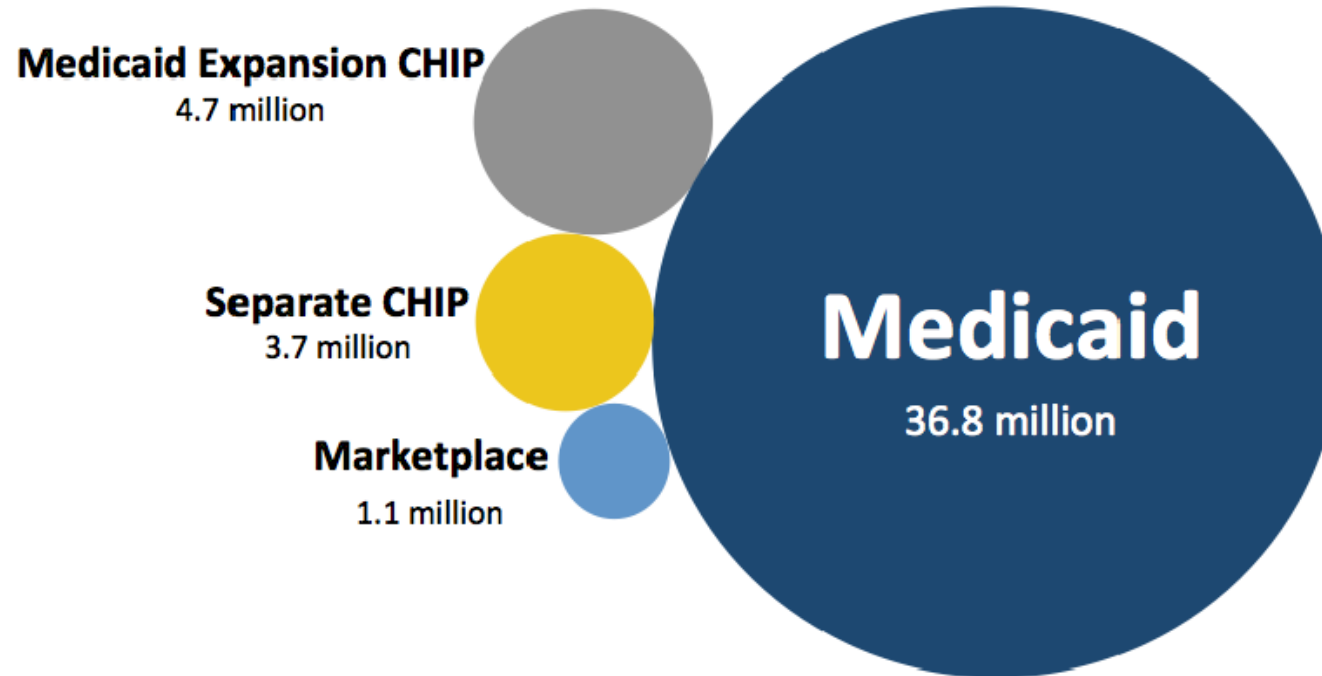 Medicaid Expansion CHIP
4.7 million
Separate CHIP
3.7 million
Marketplace
1.1 million
Medicaid
36.8 million